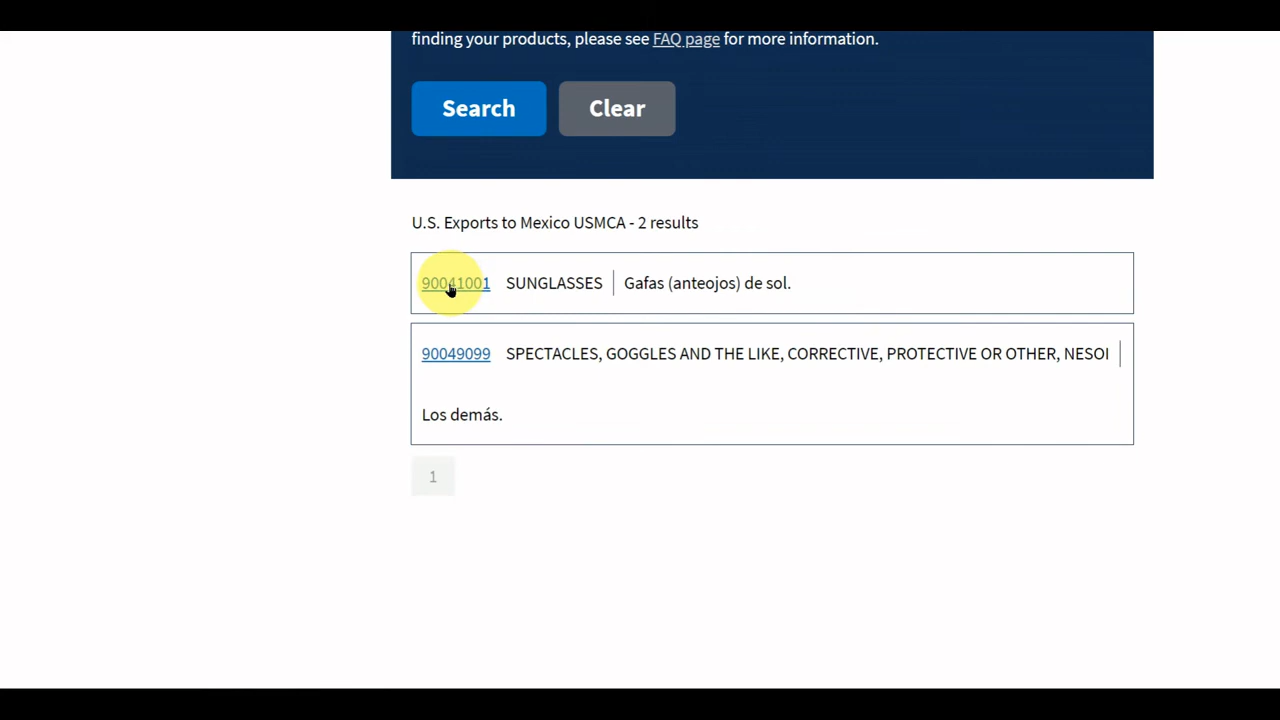 finding your products, please see FAQ page for more information.
Search Clear
U.S. Exports to Mexico USMCA - 2 results
90041001 SUNGLASSES Gafas (anteojos) de sol.
90049099 SPECTACLES, GOGGLES AND THE LIKE, CORRECTIVE, PROTECTIVE OR OTHER, NESOI
Los demás.
1